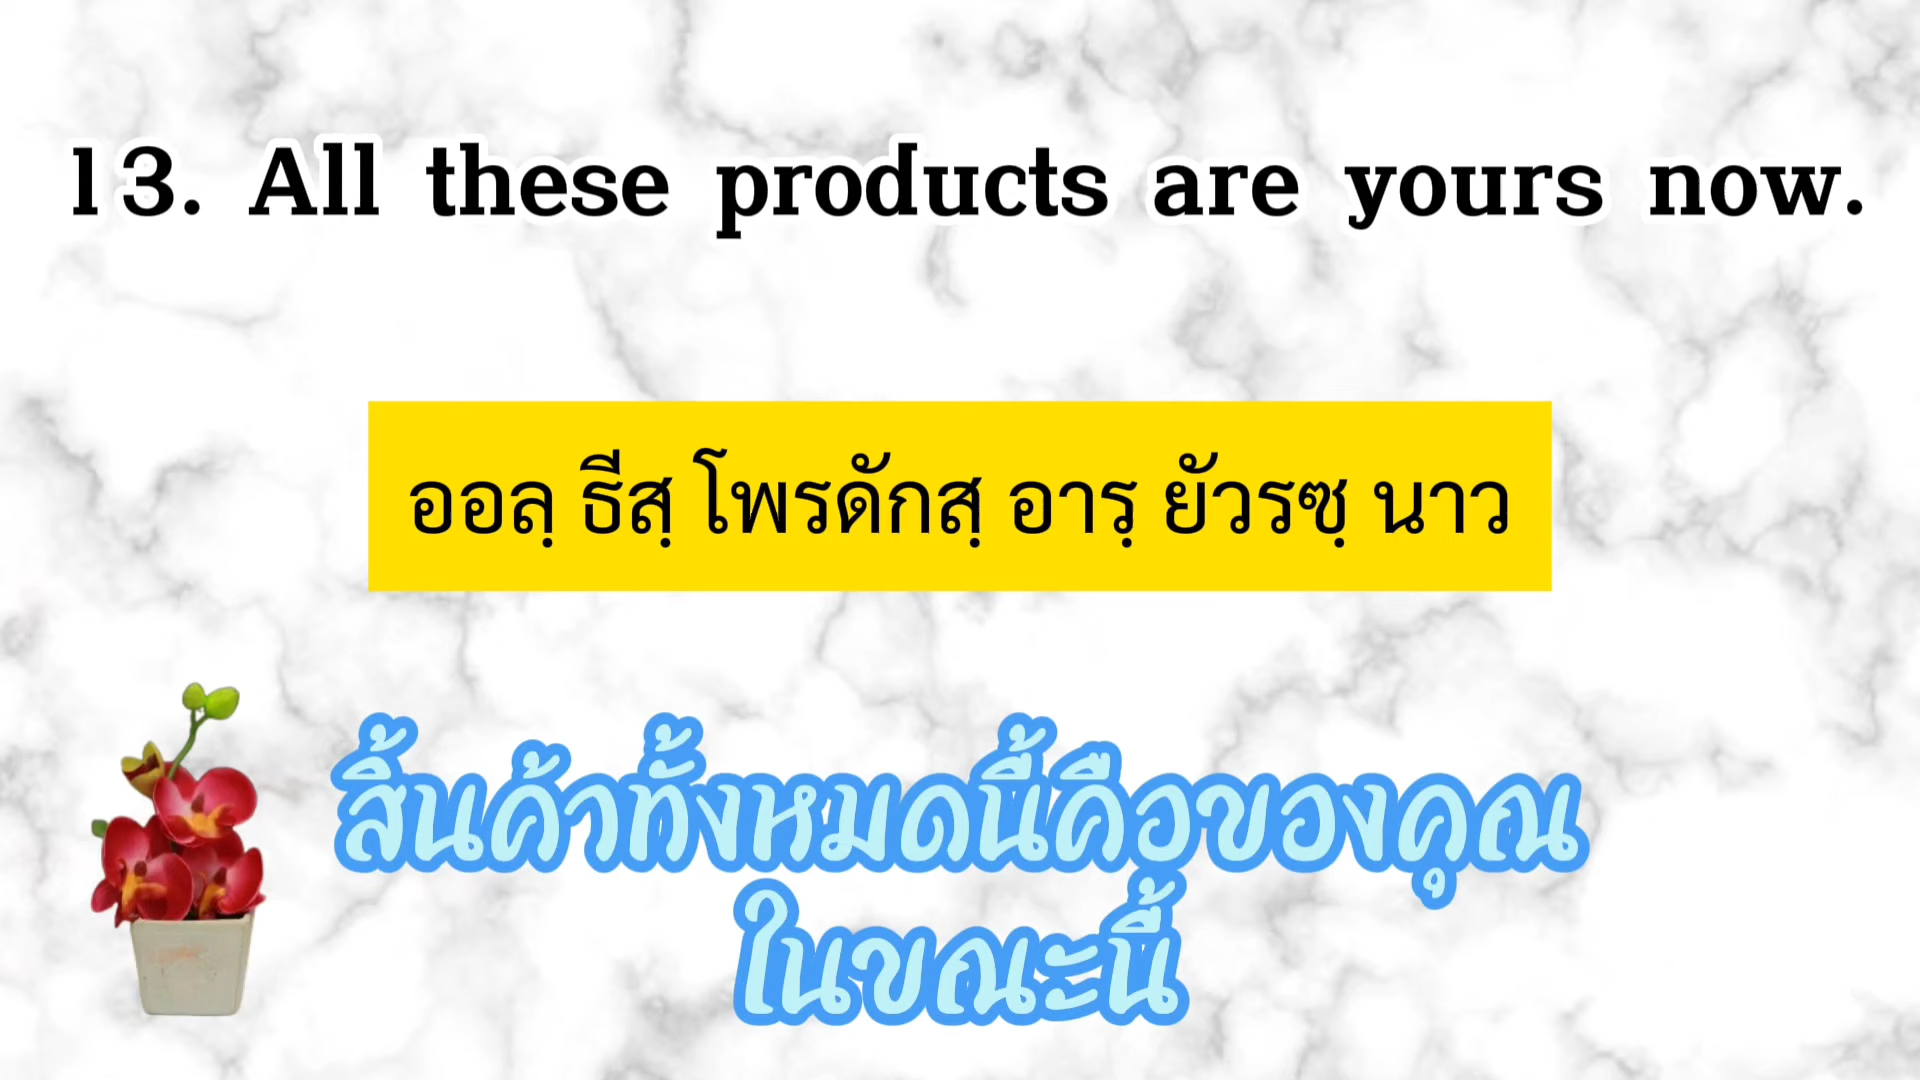 13. All these products are yours now.
ออลฺ ธีสฺ โพรดักสฺ อารฺ ยัวรซฺ นาว
สิ้นค้าทั้งหมดนี้คือของคุณ
ในขณะนี้